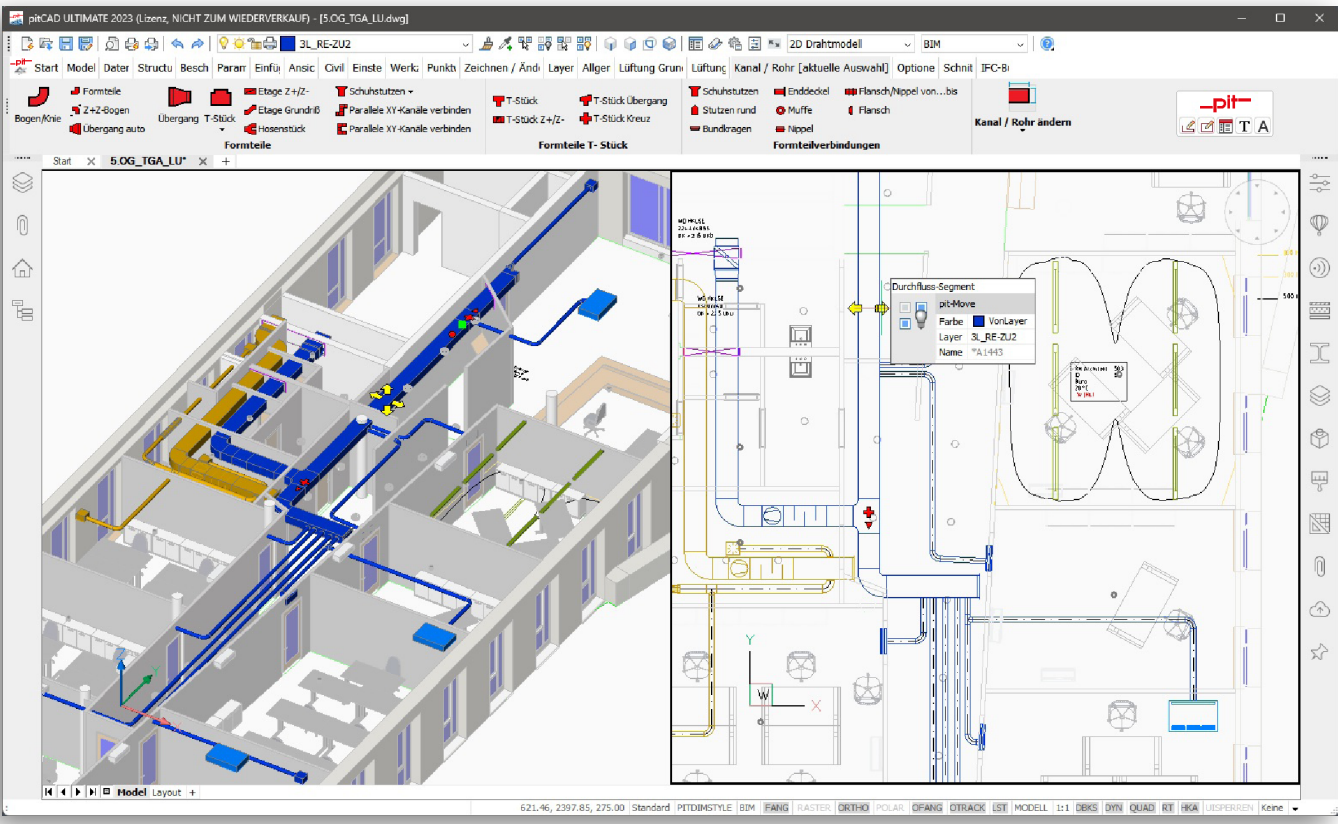 pitCAD ULTIMATE 2023 (Lizenz, NICHT ZUM WIEDERVERKAUF) - [5.OG_TGA_LU.dwg]
3L_RE-ZU2 2D Drahtmodell BIM
-pit- Start Model Dater Structu Besch Param Einfüg Ansic Civil Einste Werkz Punkth Zeichnen / Änd Layer Allger Lüftung Grund Lüftung Kanal / Rohr [aktuelle Auswahl] Optione Schnit IFC-B
Formteile Etage Z+/Z- Schuhstutzen T-Stück T-Stück Übergang Schuhstutzen Enddeckel Flansch/Nippel von...bis
Z+Z-Bogen Etage Grundriß Parallele XY-Kanäle verbinden Stutzen rund Muffe Flansch
Bogen/Knie Übergang T-Stück T-Stück Z+/Z- T-Stück Kreuz
Übergang auto Hosenstück Parallele XY-Kanäle verbinden Bundkragen Nippel
Kanal / Rohr ändern
-pit-
T A
Formteile Formteile T- Stück Formteilverbindungen
Start 5.OG_TGA_LU* +
Durchfluss-Segment
pit-Move
Farbe VonLayer
Layer 3L_RE-ZU2
Name *A1443
500
Büro
Z
Y
Y
W X
Model Layout +
: 621.46, 2397.85, 275.00 Standard PITDIMSTYLE BIM FANG RASTER ORTHO POLAR OFANG OTRACK LST MODELL 1:1 DBKS DYN QUAD RT HKA UISPERREN Keine